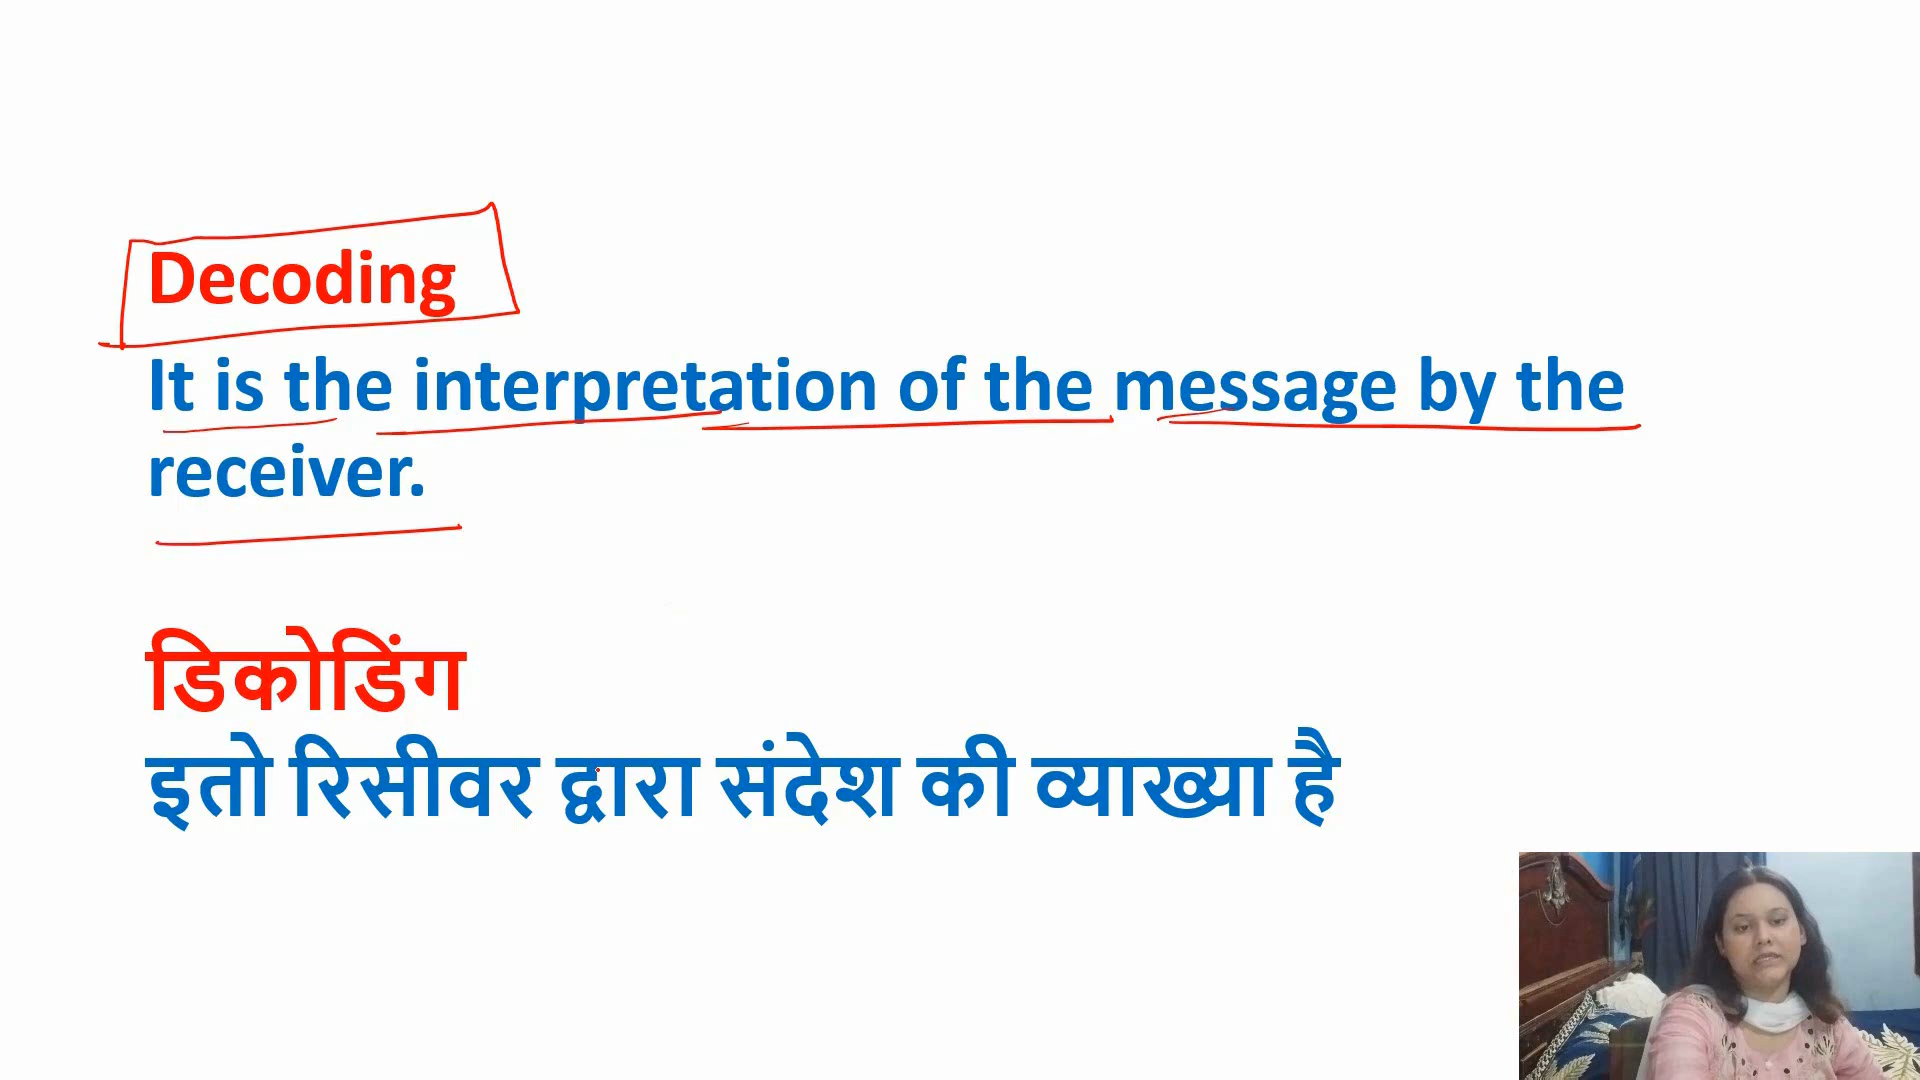 Decoding
It is the interpretation of the message by the
receiver.
डिकोडिंग
इतो रिसीवर द्वारा संदेश की व्याख्या है